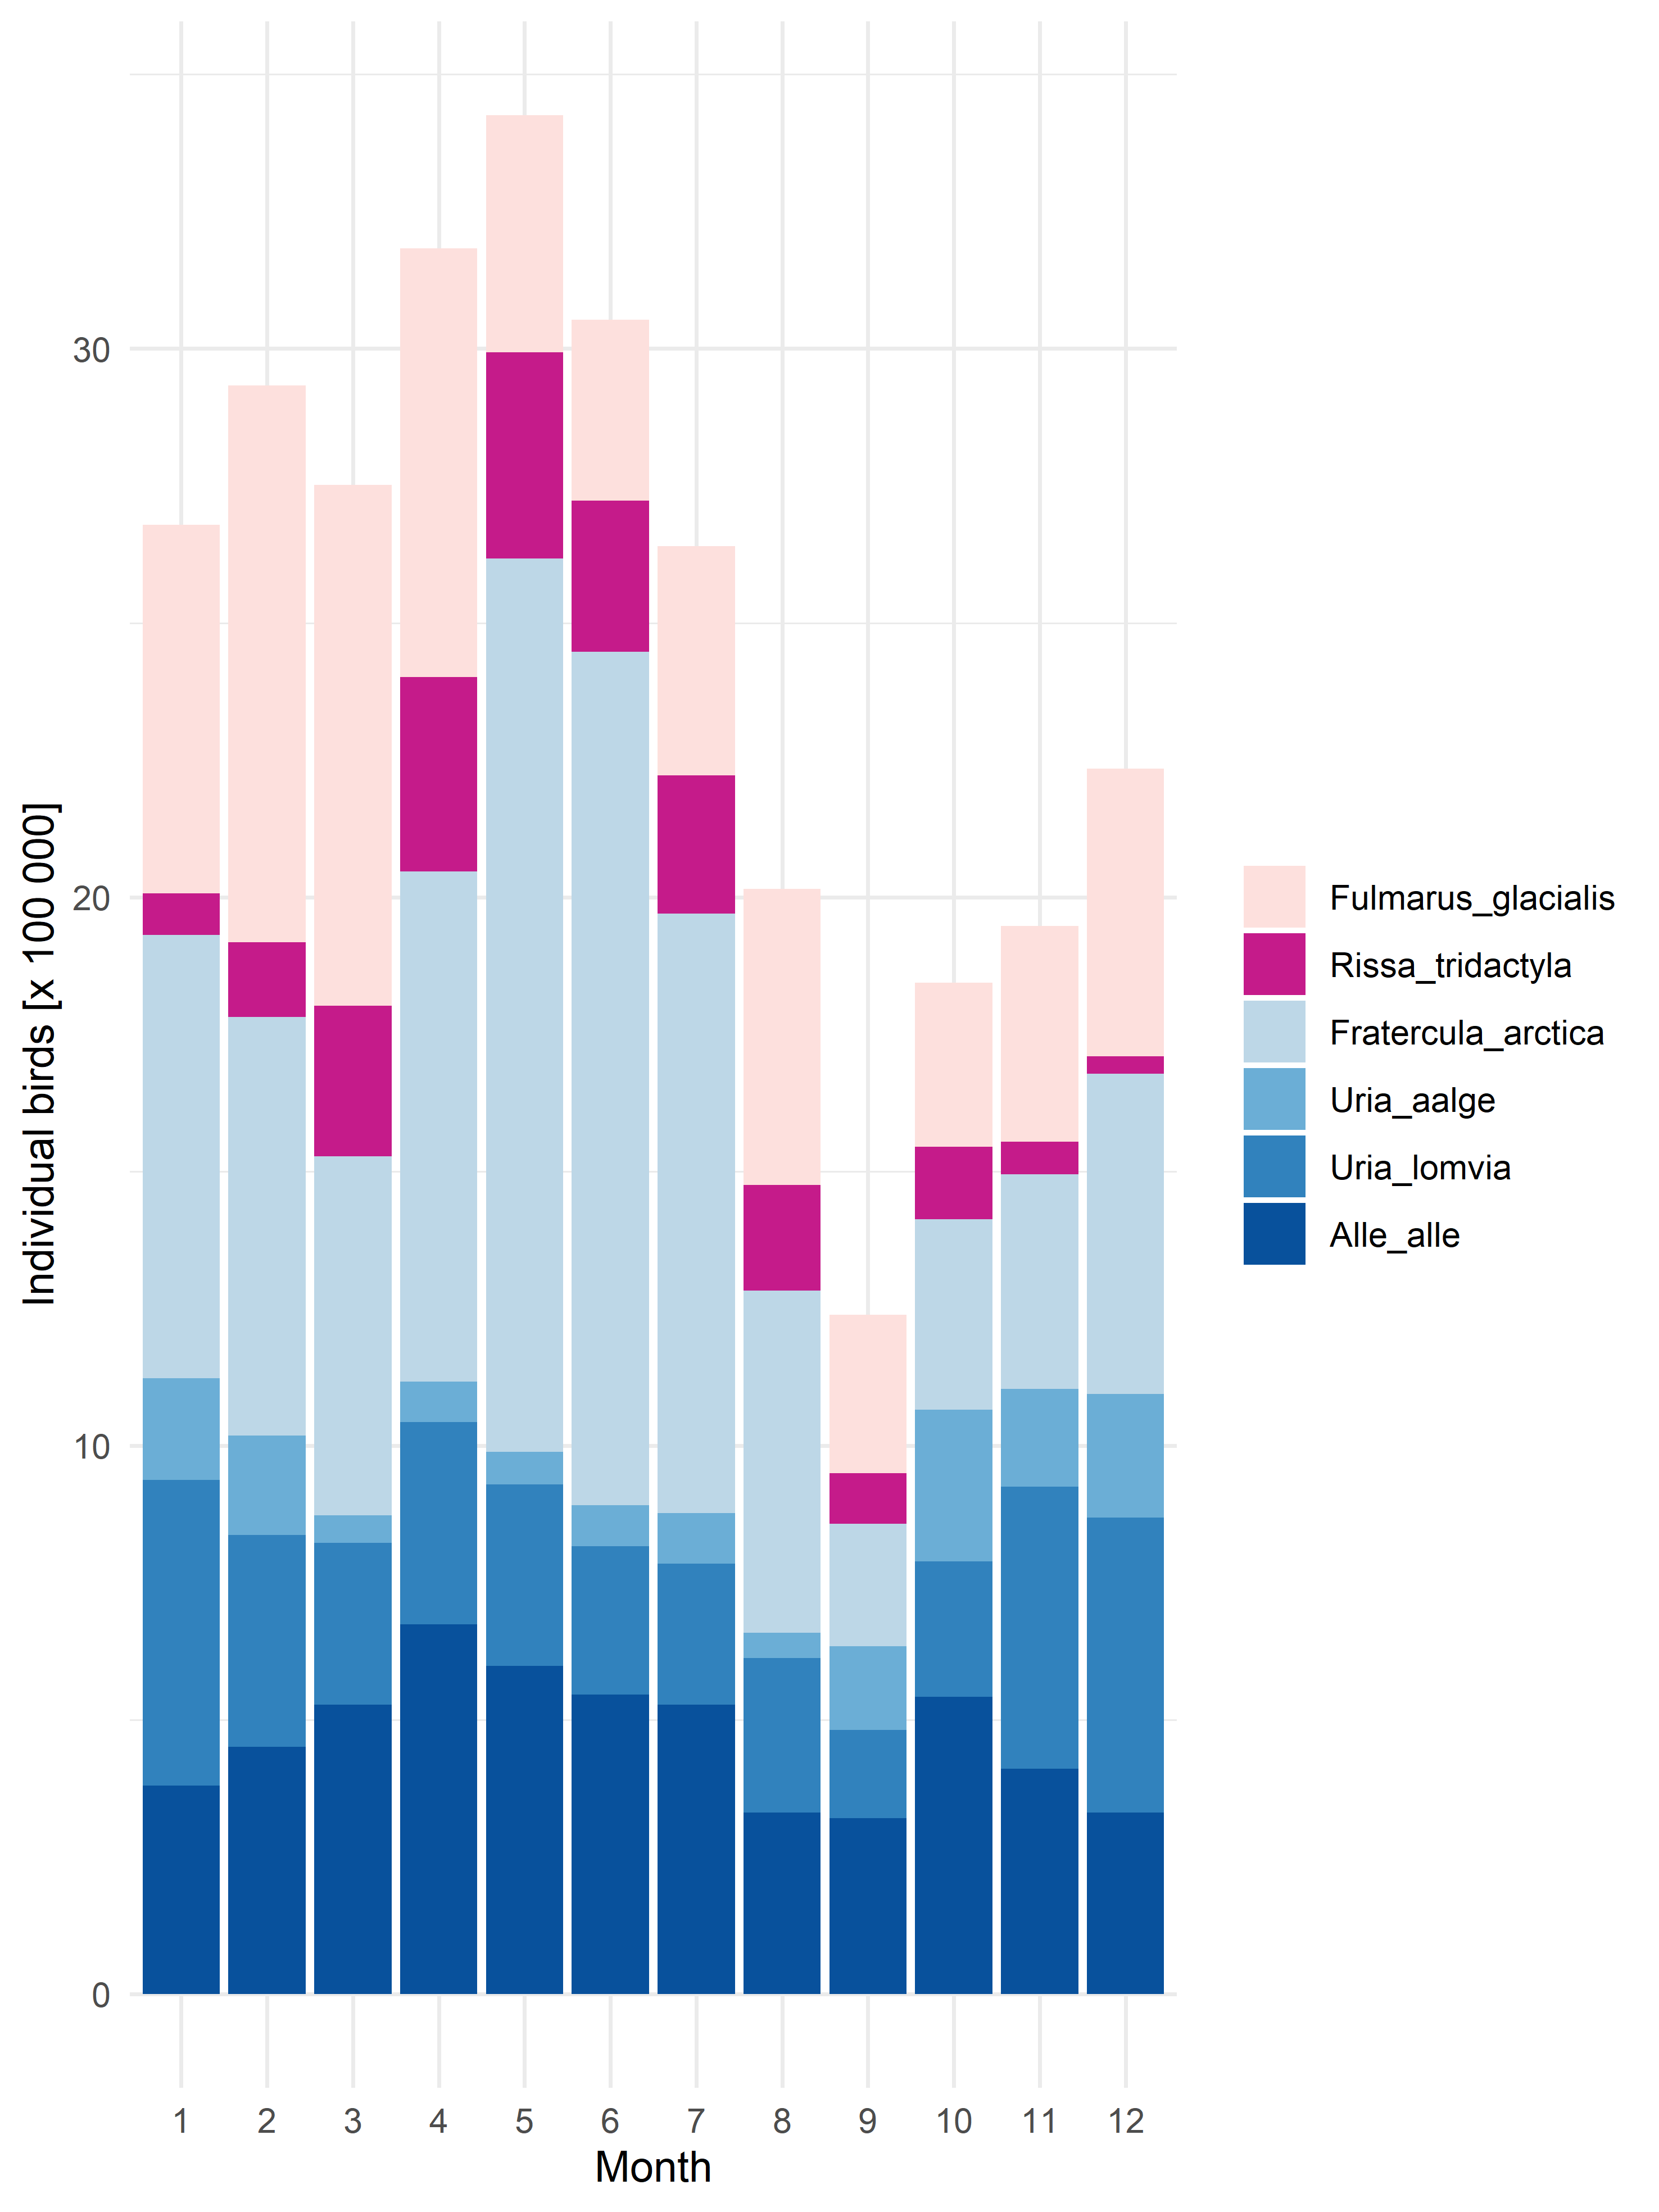 Individual birds [x 100 000]
30
20
10
0
1 2 3 4 5 6 7 8 9 10 11 12
Month
Fulmarus_glacialis
Rissa_tridactyla
Fratercula_arctica
Uria_aalge
Uria_lomvia
Alle_alle